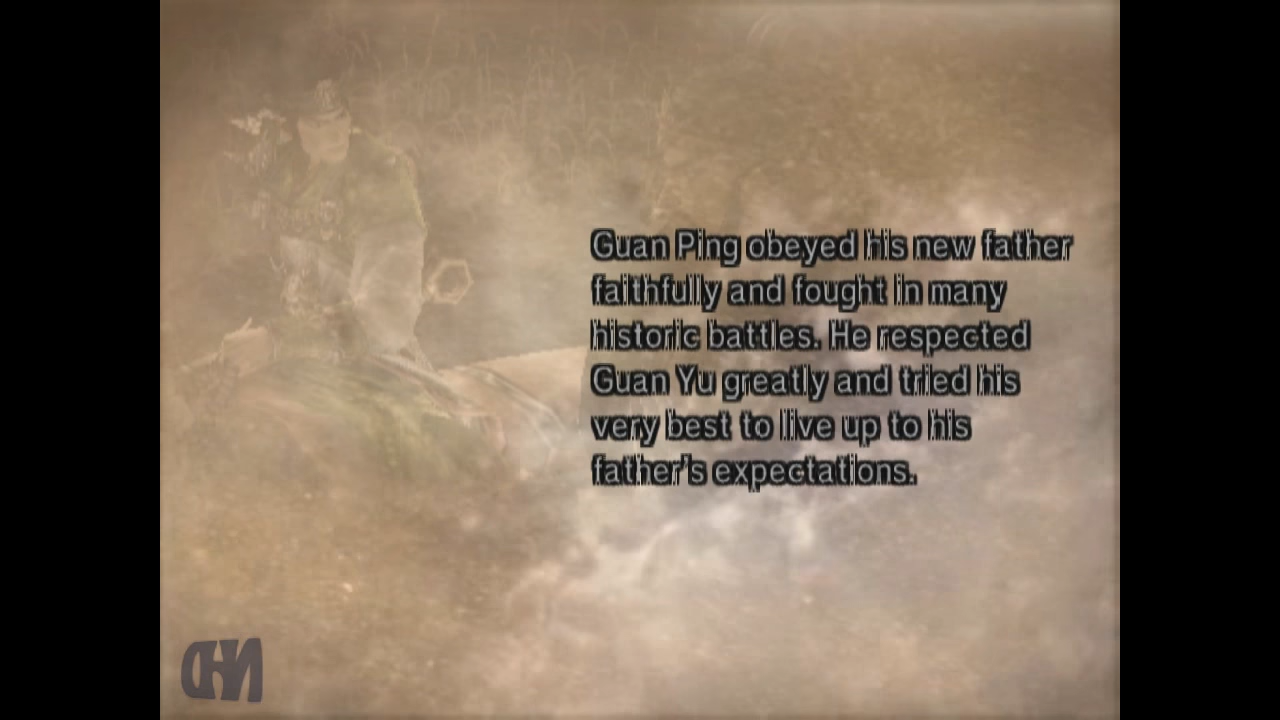 Guan Ping obeyed his new father
faithfully and fought in many
historic battles. He respected
Guan Yu greatly and tried his
very best to live up to his
father's expectations.